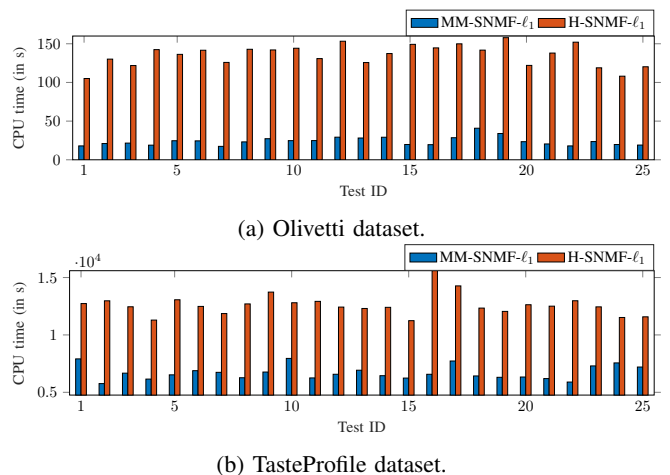 MM-SNMF-ℓ₁ H-SNMF-ℓ₁
150
100
50
0
CPU time (in s)
1 5 10 15 20 25
Test ID
(a) Olivetti dataset.
·10⁴
MM-SNMF-ℓ₁ H-SNMF-ℓ₁
1.5
1
0.5
CPU time (in s)
1 5 10 15 20 25
Test ID
(b) TasteProfile dataset.